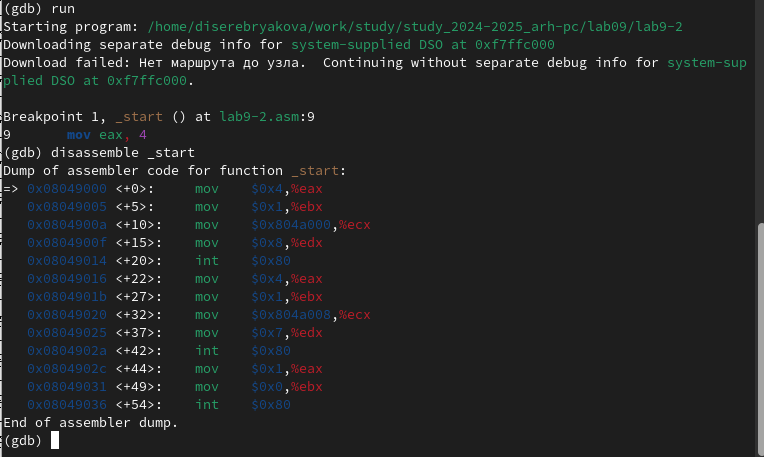 (gdb) run
Starting program: /home/diserebryakova/work/study/study_2024-2025_arh-pc/lab09/lab9-2
Downloading separate debug info for system-supplied DSO at 0xf7ffc000
Download failed: Нет маршрута до узла.  Continuing without separate debug info for system-sup
plied DSO at 0xf7ffc000.

Breakpoint 1, _start () at lab9-2.asm:9
9       mov eax, 4
(gdb) disassemble _start
Dump of assembler code for function _start:
=> 0x08049000 <+0>:     mov    $0x4,%eax
   0x08049005 <+5>:     mov    $0x1,%ebx
   0x0804900a <+10>:    mov    $0x804a000,%ecx
   0x0804900f <+15>:    mov    $0x8,%edx
   0x08049014 <+20>:    int    $0x80
   0x08049016 <+22>:    mov    $0x4,%eax
   0x0804901b <+27>:    mov    $0x1,%ebx
   0x08049020 <+32>:    mov    $0x804a008,%ecx
   0x08049025 <+37>:    mov    $0x7,%edx
   0x0804902a <+42>:    int    $0x80
   0x0804902c <+44>:    mov    $0x1,%eax
   0x08049031 <+49>:    mov    $0x0,%ebx
   0x08049036 <+54>:    int    $0x80
End of assembler dump.
(gdb)